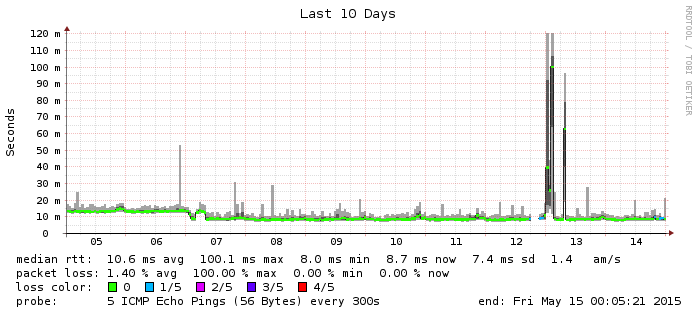 Last 10 Days
RRDTOOL / TOBI OETIKER
Seconds
120 m
110 m
100 m
90 m
80 m
70 m
60 m
50 m
40 m
30 m
20 m
10 m
0
05 06 07 08 09 10 11 12 13 14
median rtt: 10.6 ms avg 100.1 ms max 8.0 ms min 8.7 ms now 7.4 ms sd 1.4 am/s
packet loss: 1.40 % avg 100.00 % max 0.00 % min 0.00 % now
loss color: 0 1/5 2/5 3/5 4/5
probe: 5 ICMP Echo Pings (56 Bytes) every 300s end: Fri May 15 00:05:21 2015